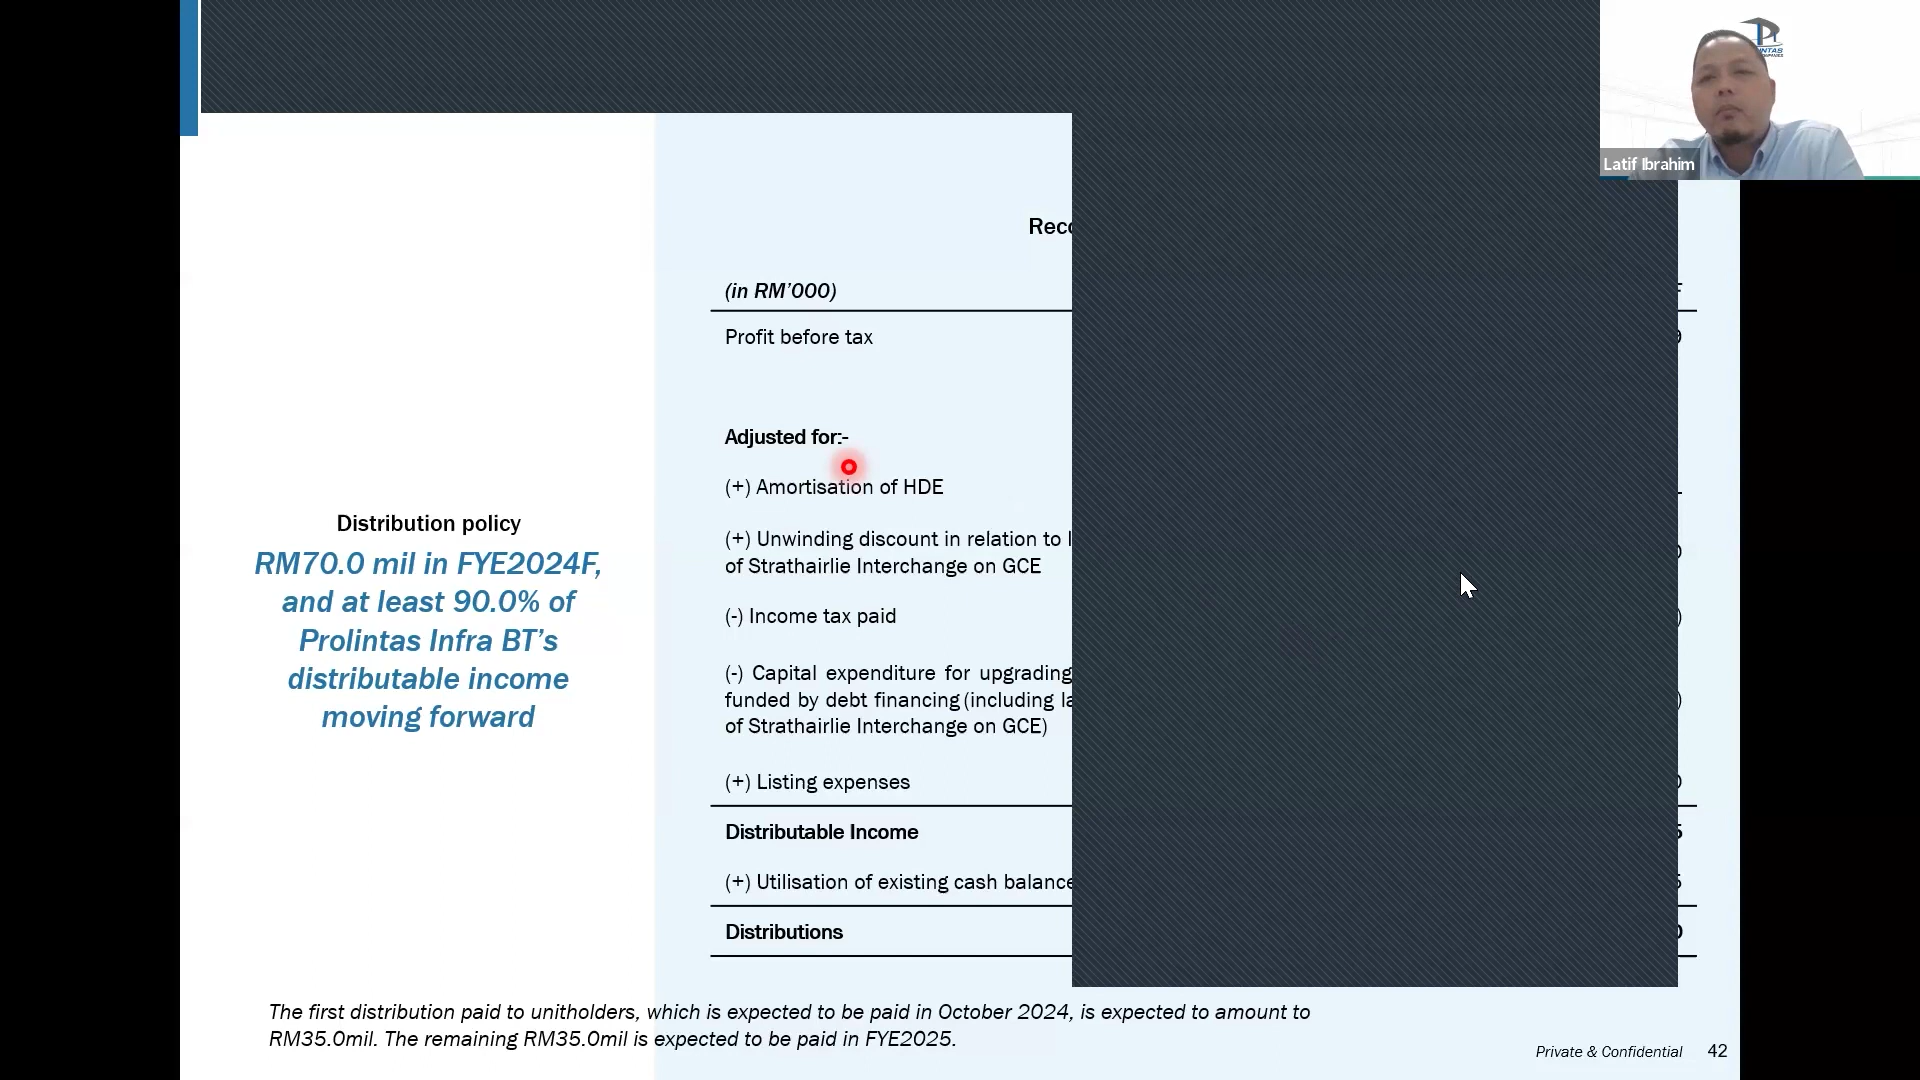 Latif Ibrahim
(in RM'000)
Profit before tax
Adjusted for:-
(+) Amortisation of HDE
(+) Unwinding discount in relation to
of Strathairlie Interchange on GCE
(-) Income tax paid
(-) Capital expenditure for upgrading
funded by debt financing (including
of Strathairlie Interchange on GCE)
(+) Listing expenses
Distributable Income
(+) Utilisation of existing cash balance
Distributions
Distribution policy
RM70.0 mil in FYE2024F,
and at least 90.0% of
Prolintas Infra BT's
distributable income
moving forward
The first distribution paid to unitholders, which is expected to be paid in October 2024, is expected to amount to
RM35.0mil. The remaining RM35.0mil is expected to be paid in FYE2025.
Private & Confidential 42